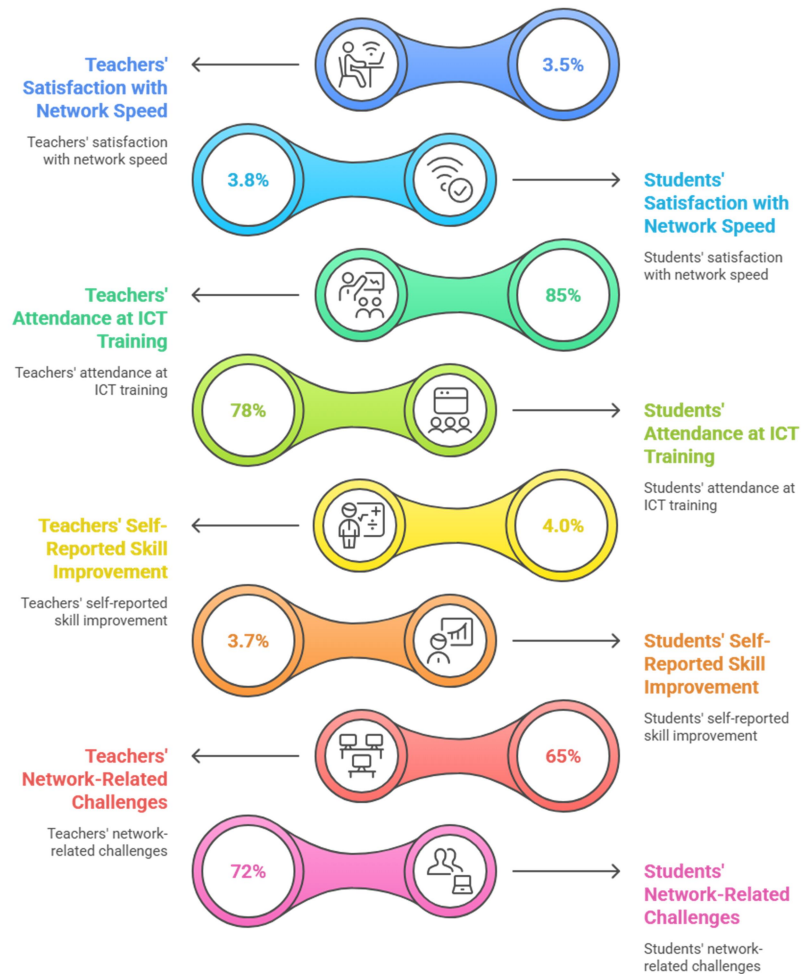 3.5%
Teachers'
Satisfaction with
Network Speed
Teachers' satisfaction
with network speed
3.8%
Students'
Satisfaction with
Network Speed
Students' satisfaction
with network speed
85%
Teachers'
Attendance at ICT
Training
Teachers' attendance at
ICT training
78%
Students'
Attendance at ICT
Training
Students' attendance at
ICT training
4.0%
Teachers' Self-
Reported Skill
Improvement
Teachers' self-reported
skill improvement
3.7%
Students' Self-
Reported Skill
Improvement
Students' self-reported
skill improvement
65%
Teachers'
Network-Related
Challenges
Teachers' network-
related challenges
72%
Students'
Network-Related
Challenges
Students' network-
related challenges